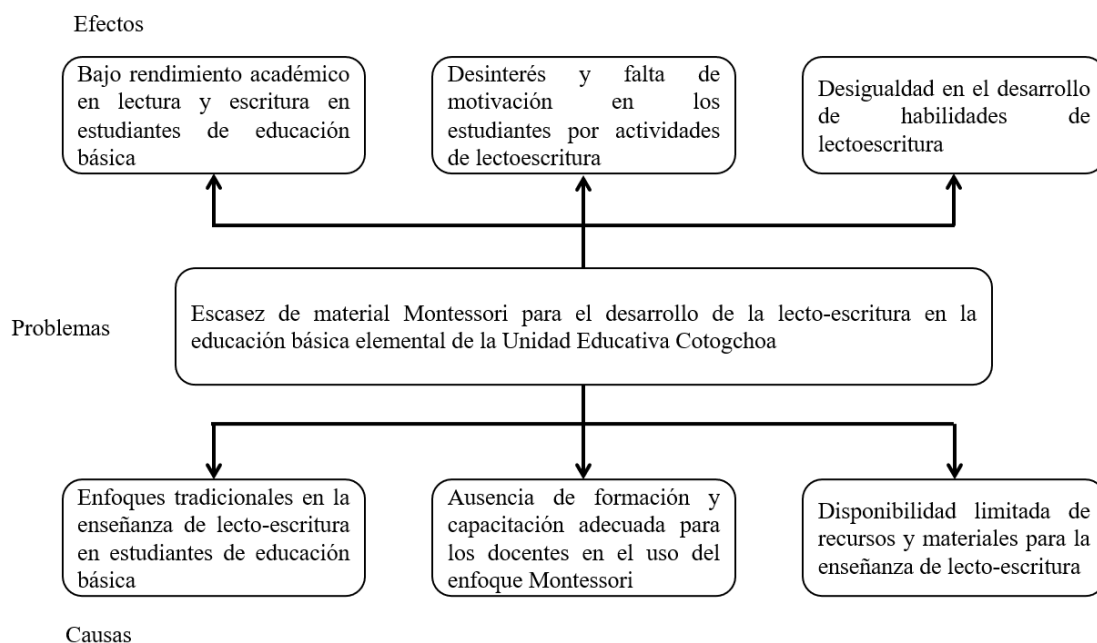 Efectos
Bajo rendimiento académico
en lectura y escritura en
estudiantes de educación
básica
Desinterés y falta de
motivación en los
estudiantes por actividades
de lectoescritura
Desigualdad en el desarrollo
de habilidades de
lectoescritura
Problemas
Escasez de material Montessori para el desarrollo de la lecto-escritura en la
educación básica elemental de la Unidad Educativa Cotogchoa
Enfoques tradicionales en la
enseñanza de lecto-escritura
en estudiantes de educación
básica
Ausencia de formación y
capacitación adecuada para
los docentes en el uso del
enfoque Montessori
Disponibilidad limitada de
recursos y materiales para la
enseñanza de lecto-escritura
Causas